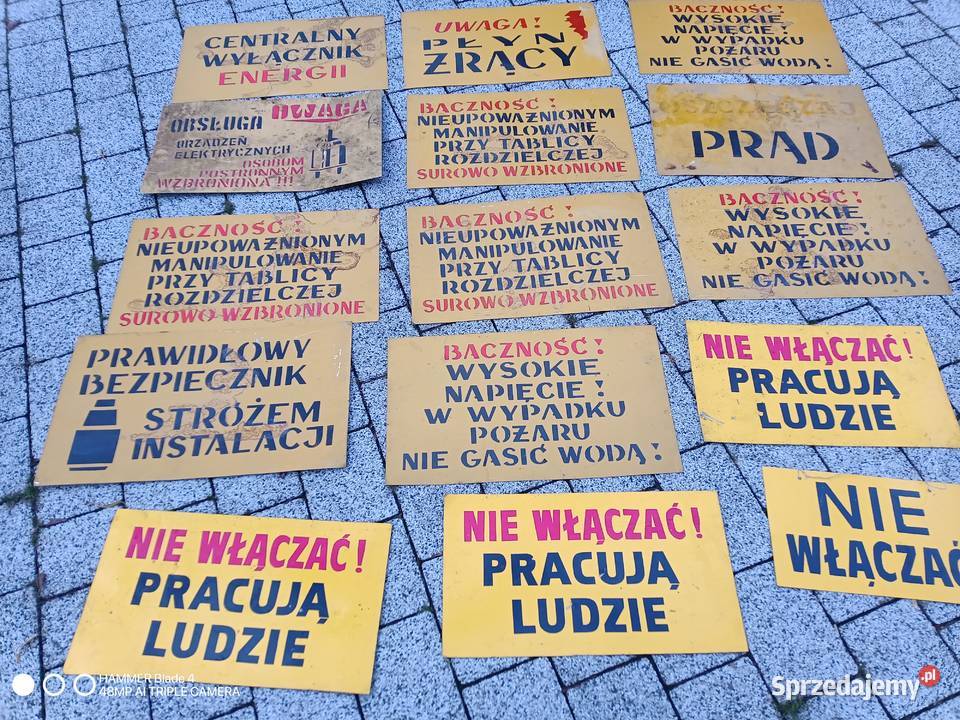 CENTRALNY
WYŁĄCZNIK
ENERGII
UWAGA!
PŁYN
ŻRĄCY
BACZNOŚĆ!
WYSOKIE
NAPIĘCIE!
W WYPADKU
POŻARU
NIE GASIĆ WODĄ!
OBSŁUGA UWAGA
URZĄDZEŃ
ELEKTRYCZNYCH
OSOBOM
POSTRONNYM
WZBRONIONA!!!
BACZNOŚĆ!
NIEUPOWAŻNIONYM
MANIPULOWANIE
PRZY TABLICY
ROZDZIELCZEJ
SUROWO WZBRONIONE
OSZCZĘDZAJ
PRĄD
BACZNOŚĆ!
NIEUPOWAŻNIONYM
MANIPULOWANIE
PRZY TABLICY
ROZDZIELCZEJ
SUROWO WZBRONIONE
BACZNOŚĆ!
NIEUPOWAŻNIONYM
MANIPULOWANIE
PRZY TABLICY
ROZDZIELCZEJ
SUROWO WZBRONIONE
BACZNOŚĆ!
WYSOKIE
NAPIĘCIE!
W WYPADKU
POŻARU
NIE GASIĆ WODĄ!
PRAWIDŁOWY
BEZPIECZNIK
STRÓŻEM
INSTALACJI
BACZNOŚĆ!
WYSOKIE
NAPIĘCIE!
W WYPADKU
POŻARU
NIE GASIĆ WODĄ!
NIE WŁĄCZAĆ!
PRACUJĄ
LUDZIE
NIE WŁĄCZAĆ!
PRACUJĄ
LUDZIE
NIE WŁĄCZAĆ!
PRACUJĄ
LUDZIE
NIE
WŁĄCZAĆ
HAMMER Blade 4
48MP AI TRIPLE CAMERA
Sprzedajemy.pl